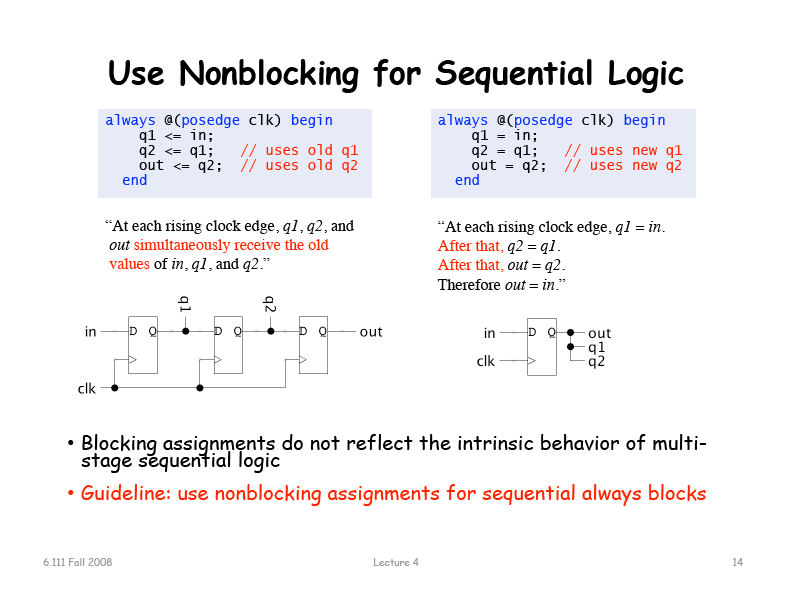 Use Nonblocking for Sequential Logic
always @(posedge clk) begin
q1 <= in;
q2 <= q1;   // uses old q1
out <= q2;  // uses old q2
end
always @(posedge clk) begin
q1 = in;
q2 = q1;   // uses new q1
out = q2;  // uses new q2
end
“At each rising clock edge, q1, q2, and
out simultaneously receive the old
values of in, q1, and q2.”
“At each rising clock edge, q1 = in.
After that, q2 = q1.
After that, out = q2.
Therefore out = in.”
q1
q2
in D Q D Q D Q out
clk
in D Q out
q1
clk q2
• Blocking assignments do not reflect the intrinsic behavior of multi-
stage sequential logic
• Guideline: use nonblocking assignments for sequential always blocks
6.111 Fall 2008 Lecture 4 14